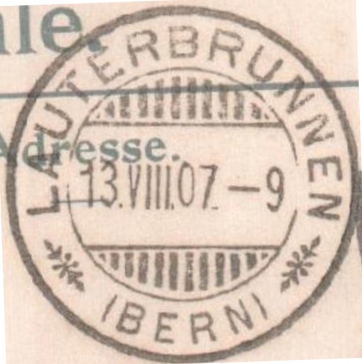 ale.
Adresse.
LAUTERBRUNNEN
13.VIII.07.–9
(BERN)